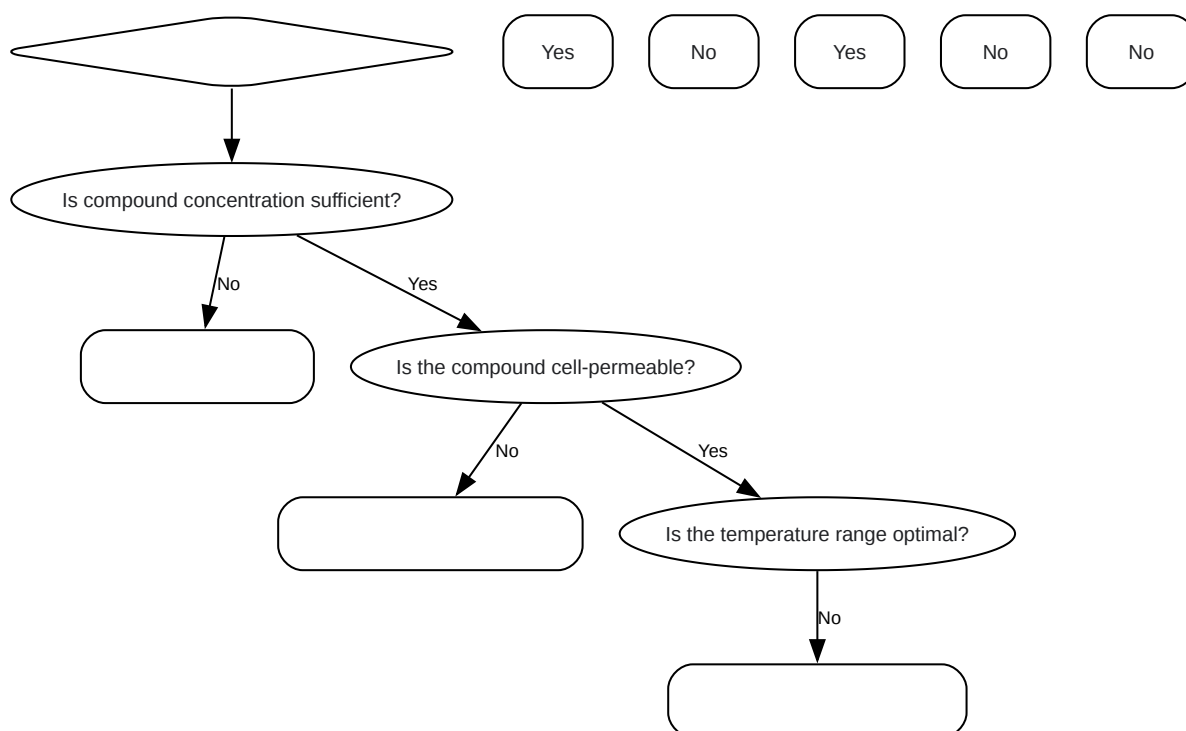 Yes
No
Yes
No
No
Is compound concentration sufficient?
No
Yes
Is the compound cell-permeable?
No
Yes
Is the temperature range optimal?
No